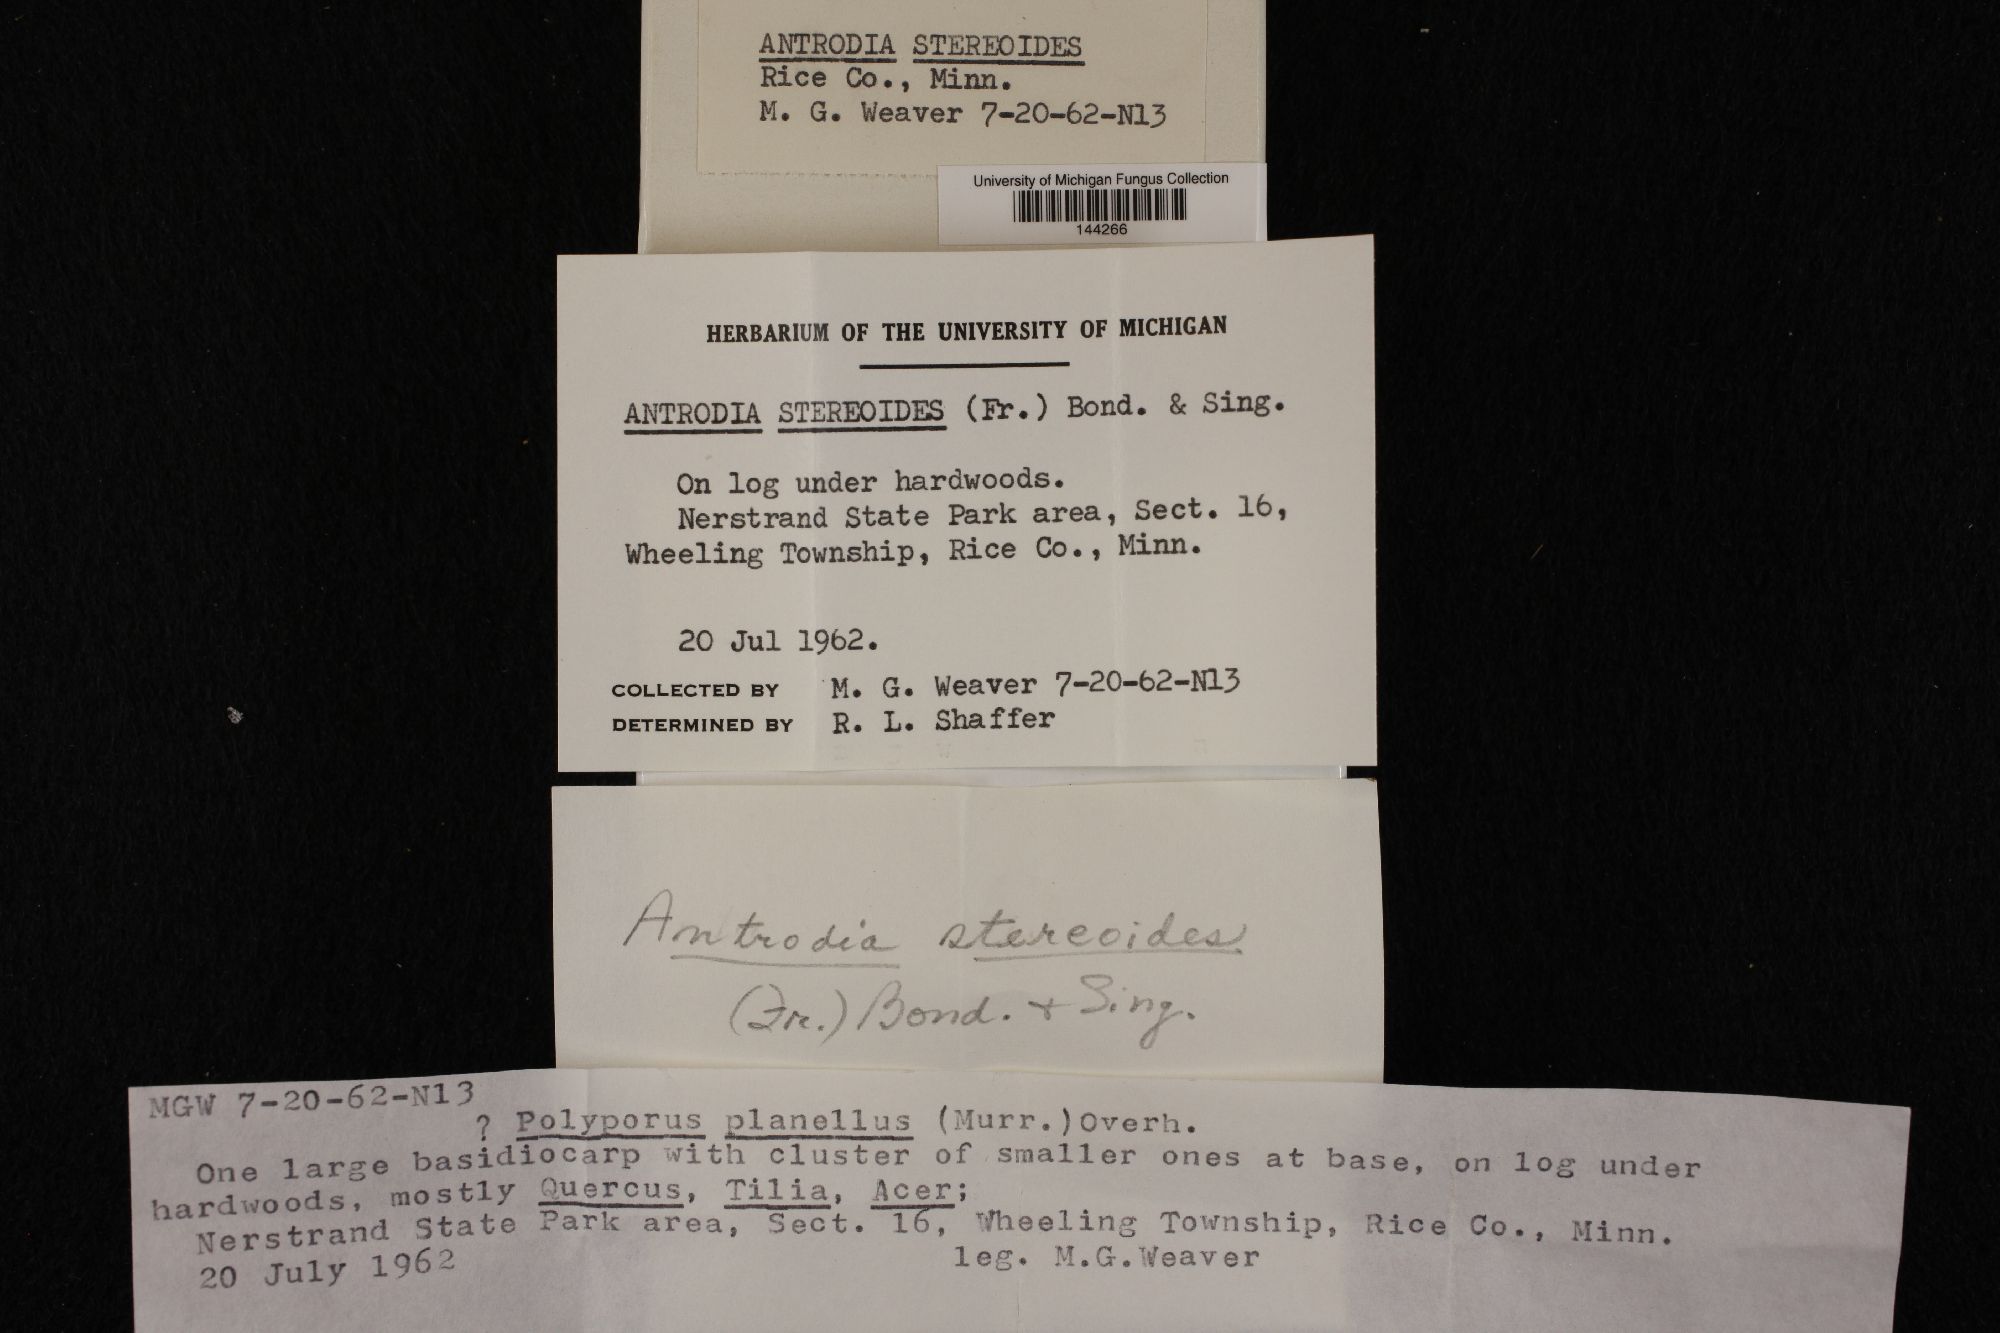 ANTRODIA STEREOIDES
Rice Co., Minn.
M. G. Weaver 7-20-62-N13
University of Michigan Fungus Collection
144266
HERBARIUM OF THE UNIVERSITY OF MICHIGAN
ANTRODIA STEREOIDES (Fr.) Bond. & Sing.
On log under hardwoods.
Nerstrand State Park area, Sect. 16,
Wheeling Township, Rice Co., Minn.
20 Jul 1962.
COLLECTED BY M. G. Weaver 7-20-62-N13
DETERMINED BY R. L. Shaffer
Antrodia stereoides
(Fr.) Bond. + Sing.
MGW 7-20-62-N13
? Polyporus planellus (Murr.)Overh.
One large basidiocarp with cluster of smaller ones at base, on log under
hardwoods, mostly Quercus, Tilia, Acer;
Nerstrand State Park area, Sect. 16, Wheeling Township, Rice Co., Minn.
20 July 1962 leg. M.G.Weaver